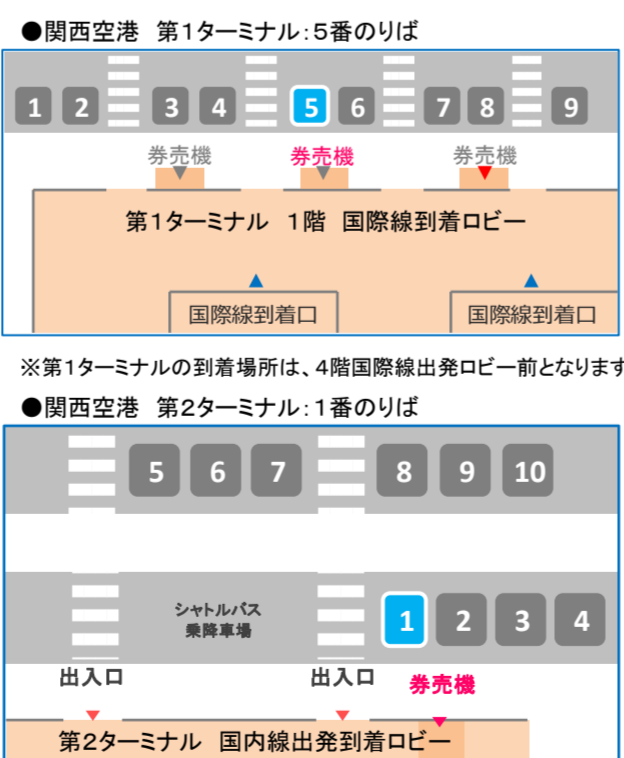 ●関西空港　第1ターミナル:5番のりば
1 2 3 4 5 6 7 8 9
券売機 券売機 券売機
第1ターミナル　1階　国際線到着ロビー
国際線到着口 国際線到着口
※第1ターミナルの到着場所は、4階国際線出発ロビー前となります
●関西空港　第2ターミナル:1番のりば
5 6 7 8 9 10
シャトルバス
乗降車場
1 2 3 4
出入口 出入口 券売機
第2ターミナル　国内線出発到着ロビー